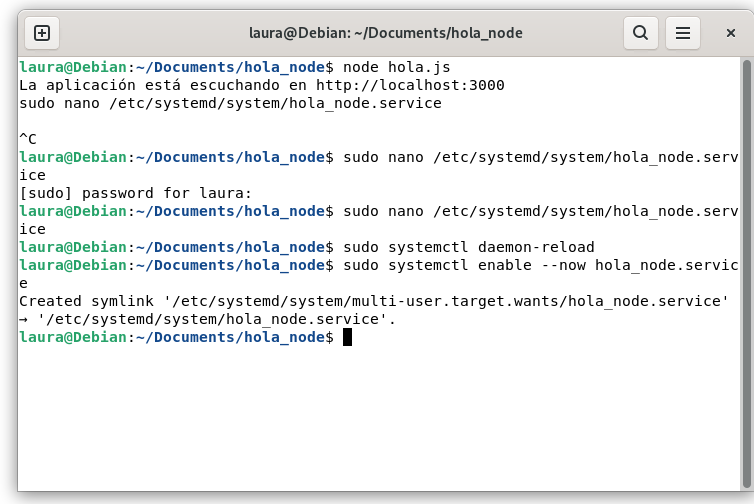 laura@Debian: ~/Documents/hola_node
laura@Debian:~/Documents/hola_node$ node hola.js
La aplicación está escuchando en http://localhost:3000
sudo nano /etc/systemd/system/hola_node.service
^C
laura@Debian:~/Documents/hola_node$ sudo nano /etc/systemd/system/hola_node.serv
ice
[sudo] password for laura:
laura@Debian:~/Documents/hola_node$ sudo nano /etc/systemd/system/hola_node.serv
ice
laura@Debian:~/Documents/hola_node$ sudo systemctl daemon-reload
laura@Debian:~/Documents/hola_node$ sudo systemctl enable --now hola_node.servic
e
Created symlink '/etc/systemd/system/multi-user.target.wants/hola_node.service'
→ '/etc/systemd/system/hola_node.service'.
laura@Debian:~/Documents/hola_node$